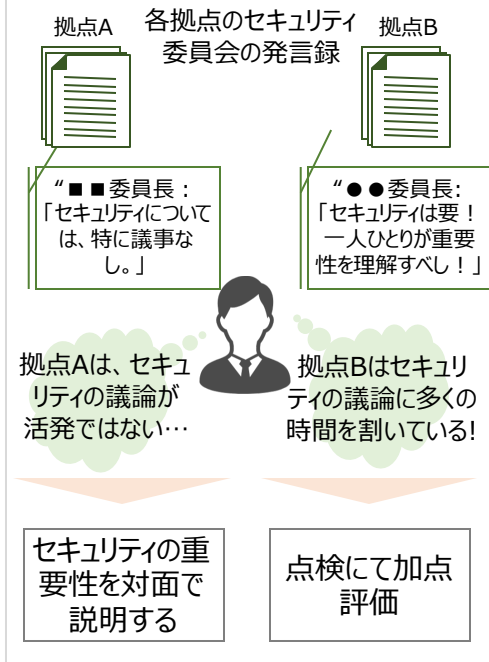 各拠点のセキュリティ
委員会の発言録
拠点A
拠点B
“■■委員長：
「セキュリティについて
は、特に議事な
し。」
“●●委員長:
「セキュリティは要！
一人ひとりが重要
性を理解すべし！」
拠点Aは、セキュ
リティの議論が
活発ではない…
拠点Bはセキュリ
ティの議論に多くの
時間を割いている!
セキュリティの重
要性を対面で
説明する
点検にて加点
評価